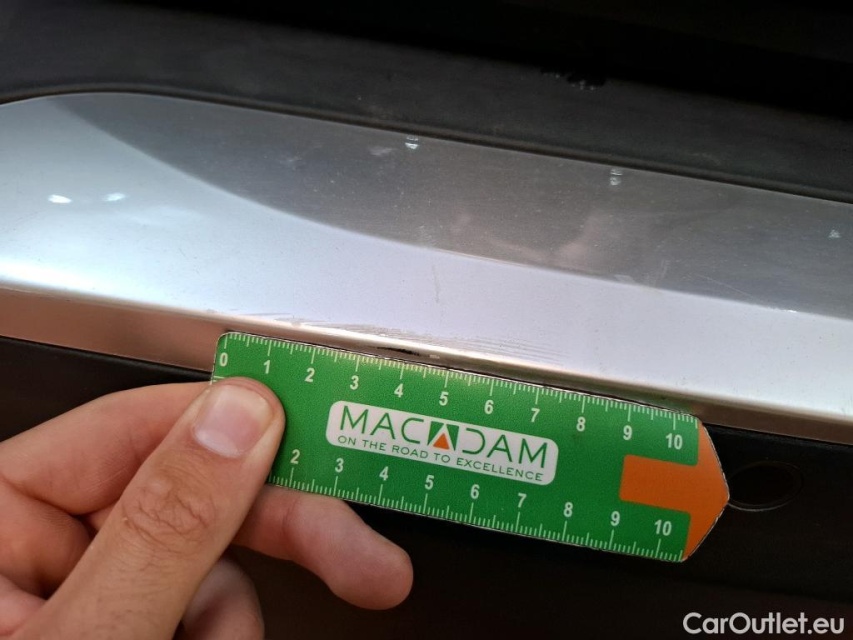 0 1 2 3 4 5 6 7 8 9 10
MACADAM
ON THE ROAD TO EXCELLENCE
2 3 4 5 6 7 8 9 10
CarOutlet.eu